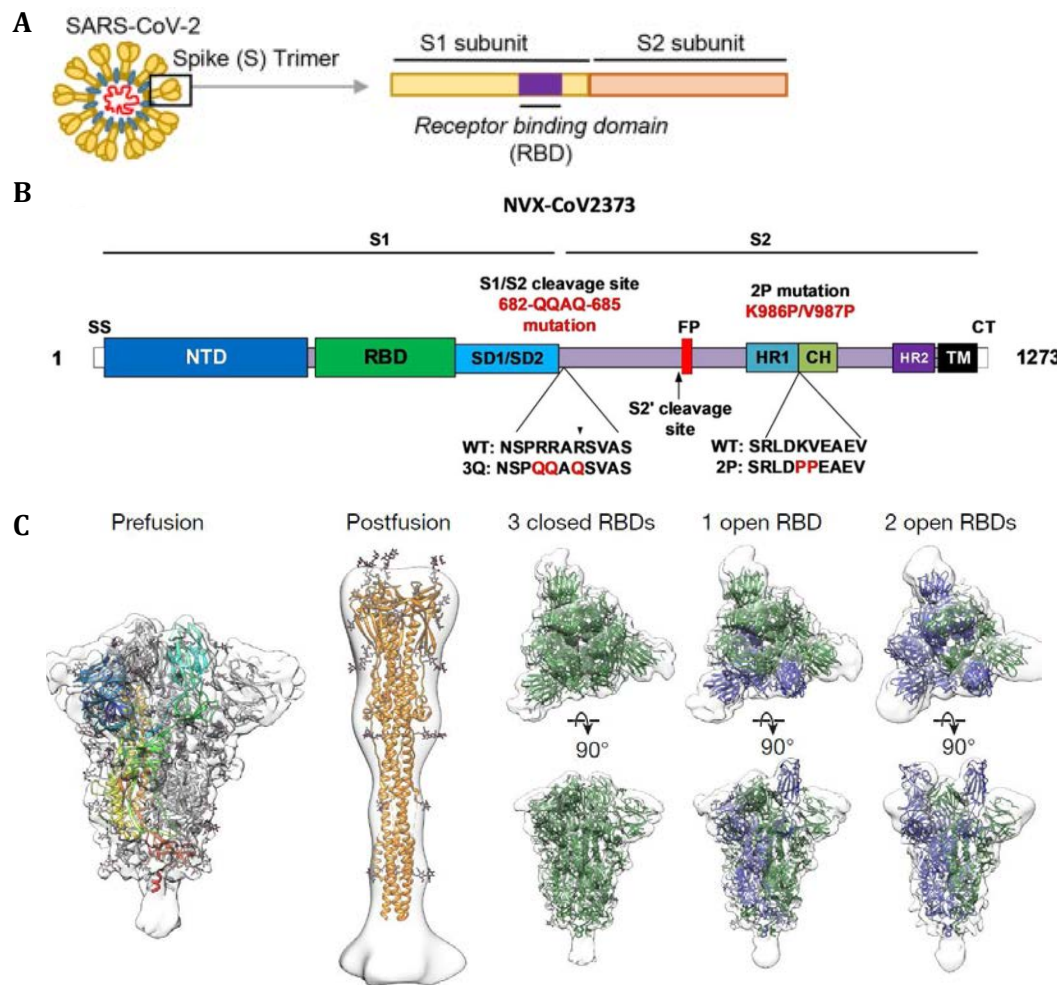 A
SARS-CoV-2
Spike (S) Trimer
S1 subunit
S2 subunit
Receptor binding domain
(RBD)
B
NVX-CoV2373
S1
S2
S1/S2 cleavage site
682-QQAQ-685
mutation
2P mutation
K986P/V987P
SS
FP
CT
1
NTD
RBD
SD1/SD2
HR1
CH
HR2
TM
1273
S2' cleavage
site
WT: NSPRRARSVAS
3Q: NSPQQAQSVAS
WT: SRLDKVEAEV
2P: SRLDPPEAEV
C
Prefusion
Postfusion
3 closed RBDs
1 open RBD
2 open RBDs
90°
90°
90°